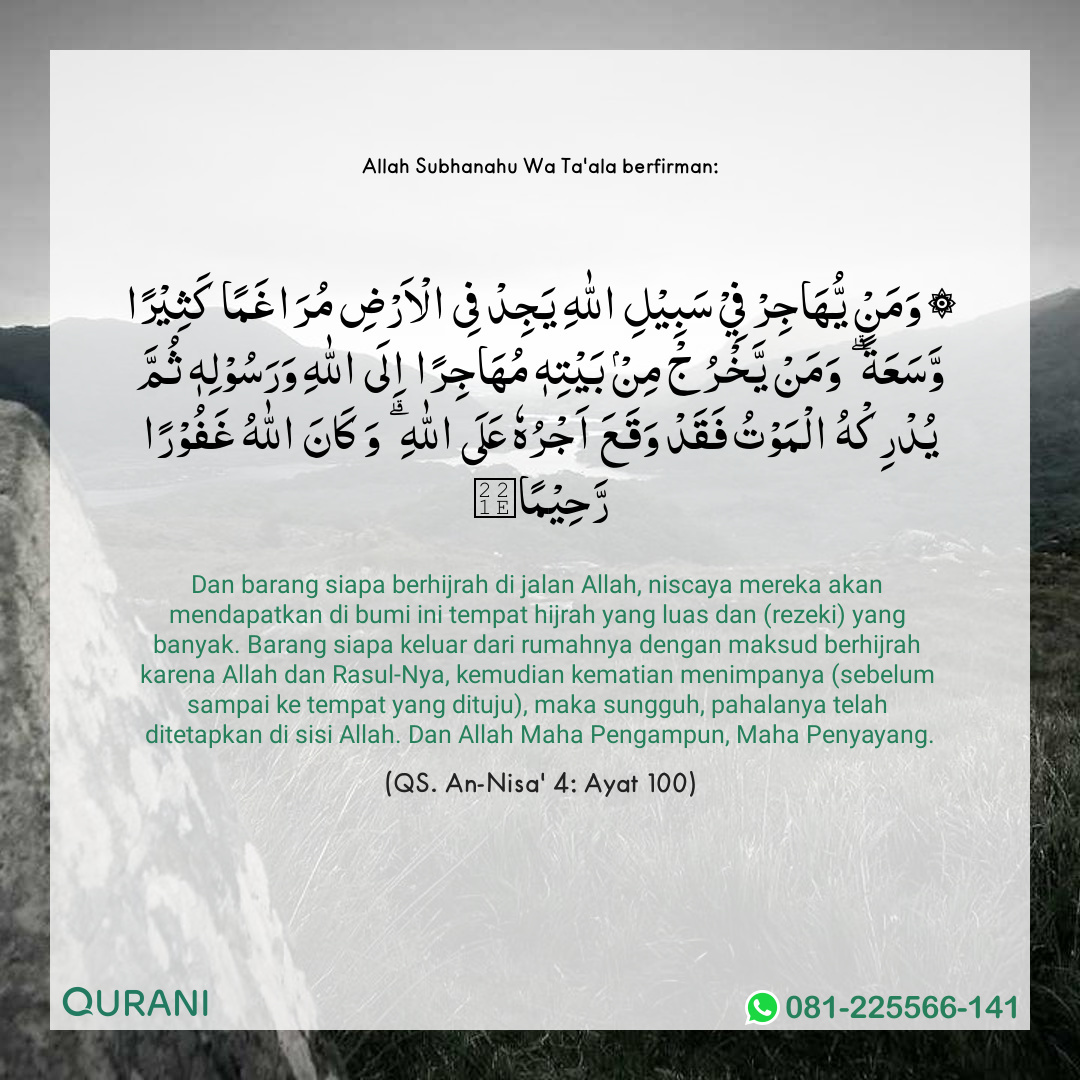 Allah Subhanahu Wa Ta'ala berfirman:
۞ وَمَنْ يُّهَاجِرْ فِيْ سَبِيْلِ اللّٰهِ يَجِدْ فِى الْاَرْضِ مُرَاغَمًا كَثِيْرًا
وَّسَعَةً ۗ وَمَنْ يَّخْرُجْ مِنْۢ بَيْتِهٖ مُهَاجِرًا اِلَى اللّٰهِ وَرَسُوْلِهٖ ثُمَّ
يُدْرِكْهُ الْمَوْتُ فَقَدْ وَقَعَ اَجْرُهٗ عَلَى اللّٰهِ ۗ وَكَانَ اللّٰهُ غَفُوْرًا
رَّحِيْمًا
Dan barang siapa berhijrah di jalan Allah, niscaya mereka akan
mendapatkan di bumi ini tempat hijrah yang luas dan (rezeki) yang
banyak. Barang siapa keluar dari rumahnya dengan maksud berhijrah
karena Allah dan Rasul-Nya, kemudian kematian menimpanya (sebelum
sampai ke tempat yang dituju), maka sungguh, pahalanya telah
ditetapkan di sisi Allah. Dan Allah Maha Pengampun, Maha Penyayang.
(QS. An-Nisa' 4: Ayat 100)
QURANI
081-225566-141